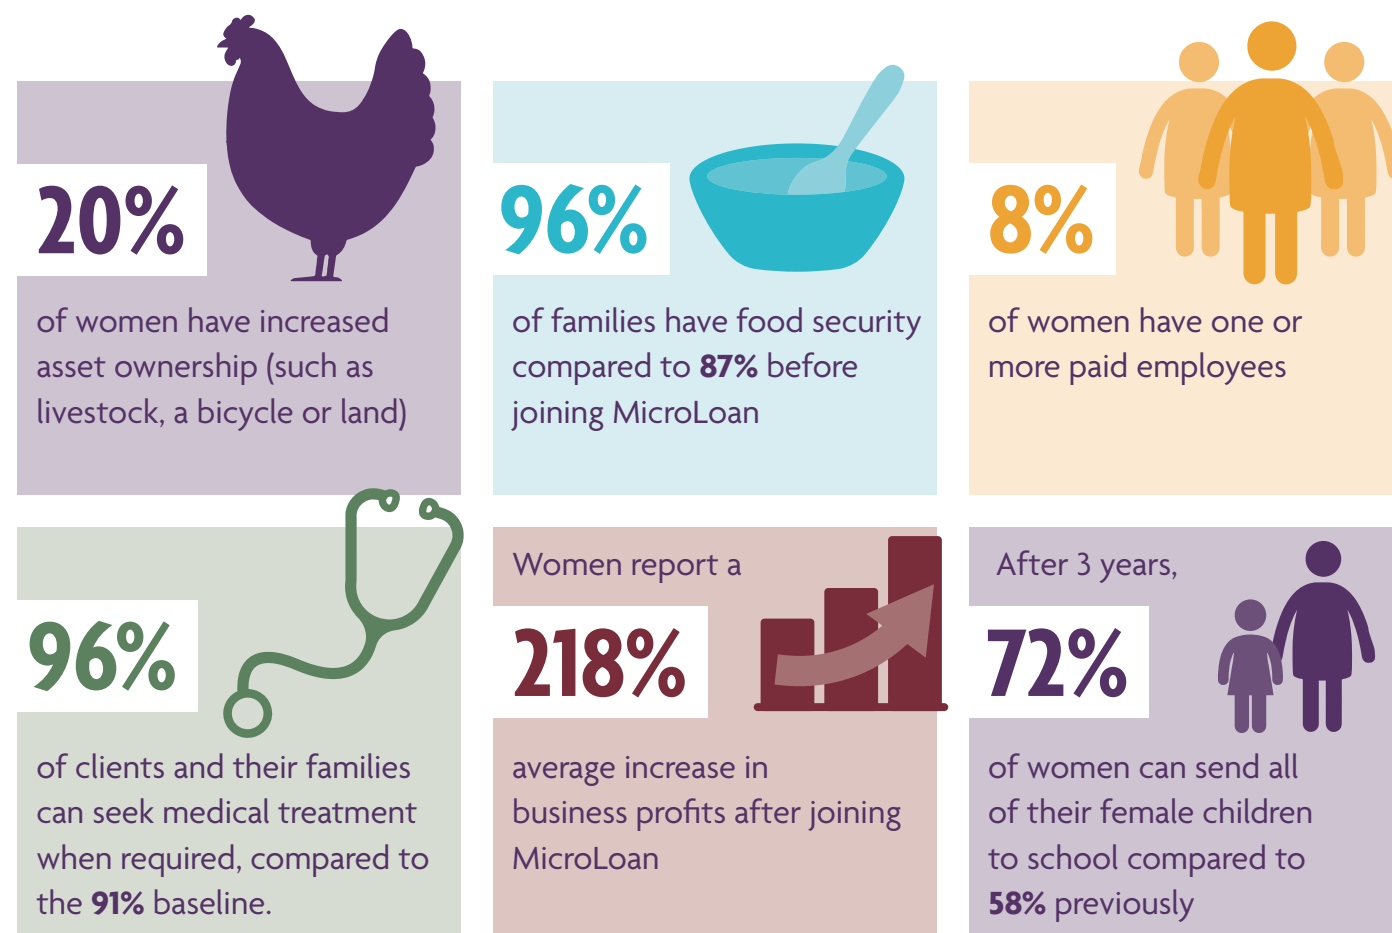 20%
of women have increased
asset ownership (such as
livestock, a bicycle or land)
96%
of families have food security
compared to 87% before
joining MicroLoan
8%
of women have one or
more paid employees
96%
of clients and their families
can seek medical treatment
when required, compared to
the 91% baseline.
Women report a
218%
average increase in
business profits after joining
MicroLoan
After 3 years,
72%
of women can send all
of their female children
to school compared to
58% previously